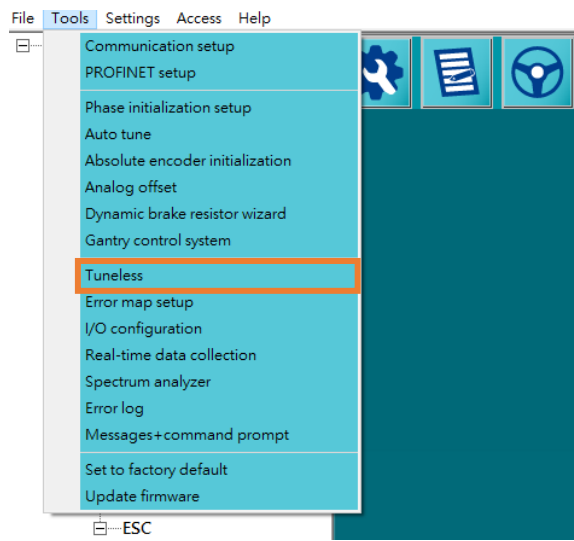 File Tools Settings Access Help
Communication setup
PROFINET setup
Phase initialization setup
Auto tune
Absolute encoder initialization
Analog offset
Dynamic brake resistor wizard
Gantry control system
Tuneless
Error map setup
I/O configuration
Real-time data collection
Spectrum analyzer
Error log
Messages+command prompt
Set to factory default
Update firmware
ESC